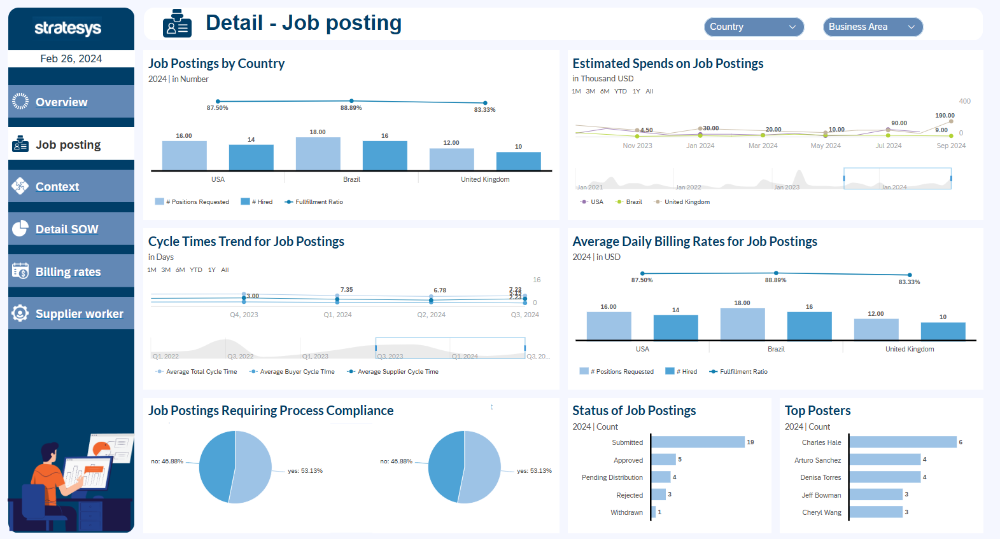 stratesys
Feb 26, 2024
Overview
Job posting
Context
Detail SOW
Billing rates
Supplier worker
Detail - Job posting
Country
Business Area
Job Postings by Country
2024 | in Number
87.50%
88.89%
83.33%
16.00
14
18.00
16
12.00
10
USA
Brazil
United Kingdom
# Positions Requested
# Hired
Fullfillment Ratio
Estimated Spends on Job Postings
in Thousand USD
1M 3M 6M YTD 1Y All
400
190.00
90.00
4.50
30.00
20.00
10.00
9.00
0
Nov 2023
Jan 2024
Mar 2024
May 2024
Jul 2024
Sep 2024
Jan 2021
Jan 2022
Jan 2023
Jan 2024
USA
Brazil
United Kingdom
Cycle Times Trend for Job Postings
in Days
1M 3M 6M YTD 1Y All
16
3.00
7.35
6.78
7.23
2.23
0
Q4, 2023
Q1, 2024
Q2, 2024
Q3, 2024
Q1, 2022
Q3, 2022
Q1, 2023
Q3, 2023
Q1, 2024
Q3, 20...
Average Total Cycle Time
Average Buyer Cycle TIme
Average Supplier Cycle Time
Average Daily Billing Rates for Job Postings
2024 | in USD
87.50%
88.89%
83.33%
16.00
14
18.00
16
12.00
10
USA
Brazil
United Kingdom
# Positions Requested
# Hired
Fullfillment Ratio
Job Postings Requiring Process Compliance
no: 46.88%
yes: 53.13%
no: 46.88%
yes: 53.13%
Status of Job Postings
2024 | Count
Submitted 19
Approved 5
Pending Distribution 4
Rejected 3
Withdrawn 1
Top Posters
2024 | Count
Charles Hale 6
Arturo Sanchez 4
Denisa Torres 4
Jeff Bowman 3
Cheryl Wang 3